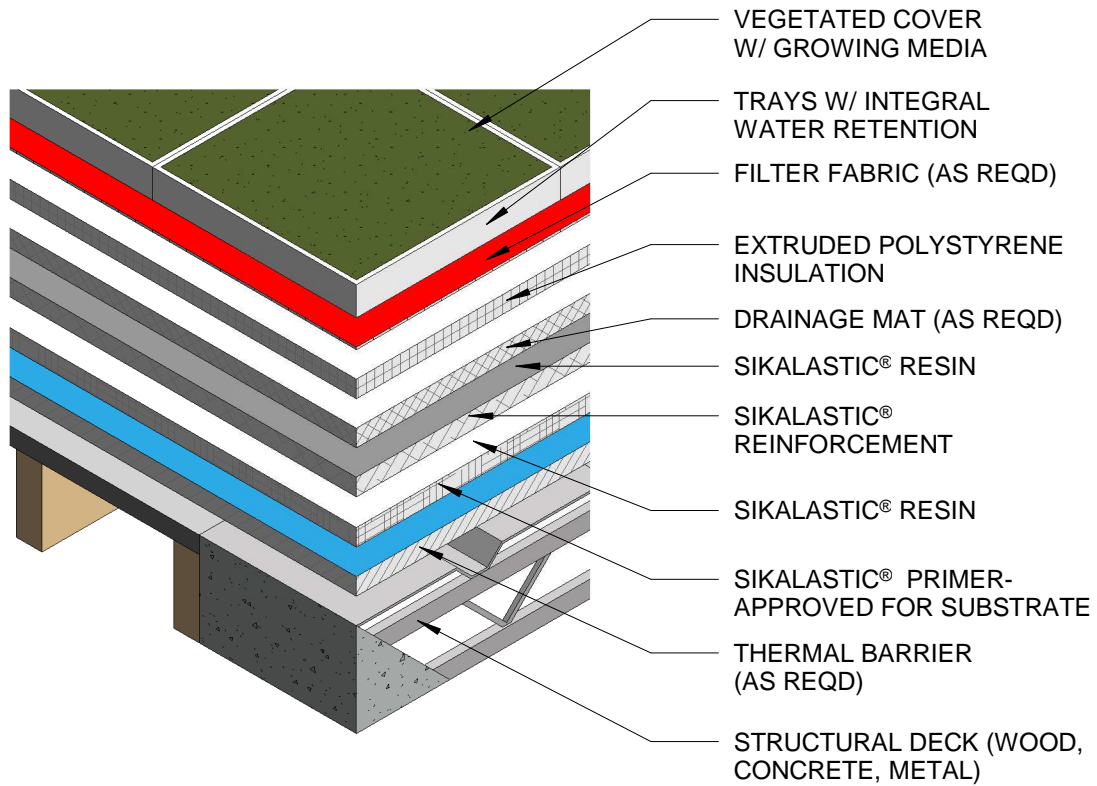 VEGETATED COVER
W/ GROWING MEDIA
TRAYS W/ INTEGRAL
WATER RETENTION
FILTER FABRIC (AS REQD)
EXTRUDED POLYSTYRENE
INSULATION
DRAINAGE MAT (AS REQD)
SIKALASTIC® RESIN
SIKALASTIC®
REINFORCEMENT
SIKALASTIC® RESIN
SIKALASTIC® PRIMER-
APPROVED FOR SUBSTRATE
THERMAL BARRIER
(AS REQD)
STRUCTURAL DECK (WOOD,
CONCRETE, METAL)